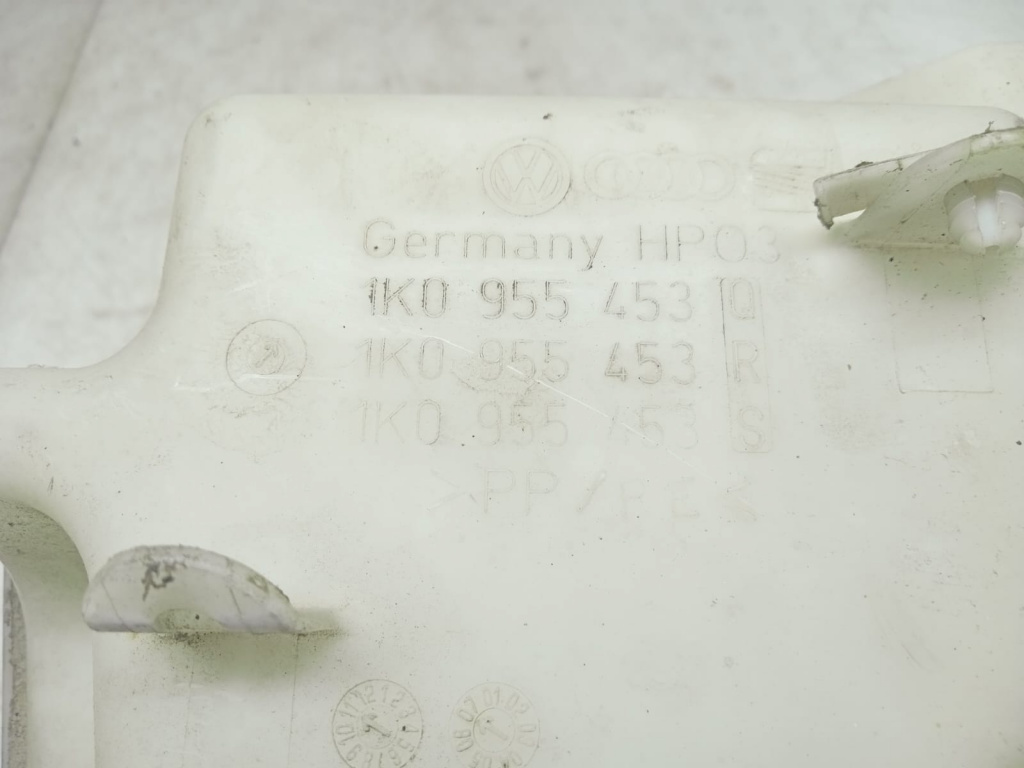 Germany HP03
1K0 955 453 Q
1K0 955 453 R
1K0 955 453 S
>PP/PE<